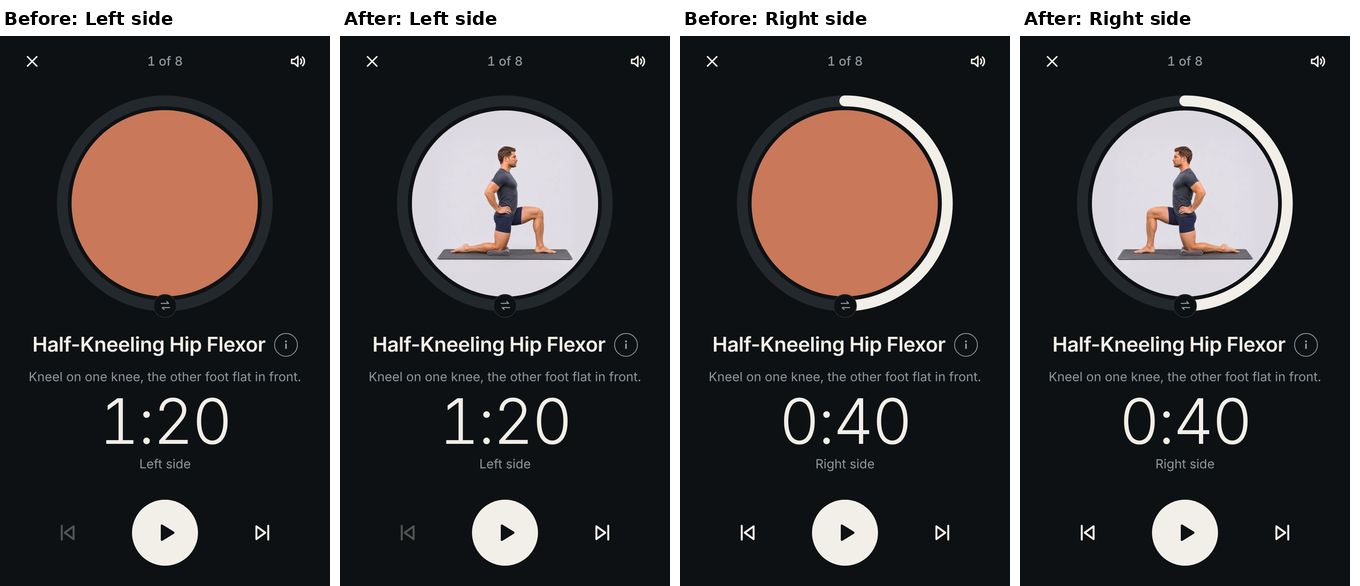 Before: Left side
1 of 8
Half-Kneeling Hip Flexor
Kneel on one knee, the other foot flat in front.
1:20
Left side
After: Left side
1 of 8
Half-Kneeling Hip Flexor
Kneel on one knee, the other foot flat in front.
1:20
Left side
Before: Right side
1 of 8
Half-Kneeling Hip Flexor
Kneel on one knee, the other foot flat in front.
0:40
Right side
After: Right side
1 of 8
Half-Kneeling Hip Flexor
Kneel on one knee, the other foot flat in front.
0:40
Right side